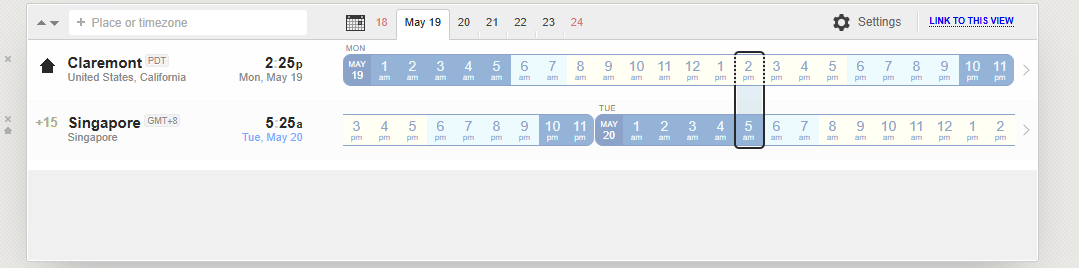 + Place or timezone 18 May 19 20 21 22 23 24 Settings LINK TO THIS VIEW
MON
Claremont PDT 2:25p MAY 19 1 am 2 am 3 am 4 am 5 am 6 am 7 am 8 am 9 am 10 am 11 am 12 pm 1 pm 2 pm 3 pm 4 pm 5 pm 6 pm 7 pm 8 pm 9 pm 10 pm 11 pm
United States, California Mon, May 19
TUE
+15 Singapore GMT+8 5:25a 3 pm 4 pm 5 pm 6 pm 7 pm 8 pm 9 pm 10 pm 11 pm MAY 20 1 am 2 am 3 am 4 am 5 am 6 am 7 am 8 am 9 am 10 am 11 am 12 pm 1 pm 2 pm
Singapore Tue, May 20